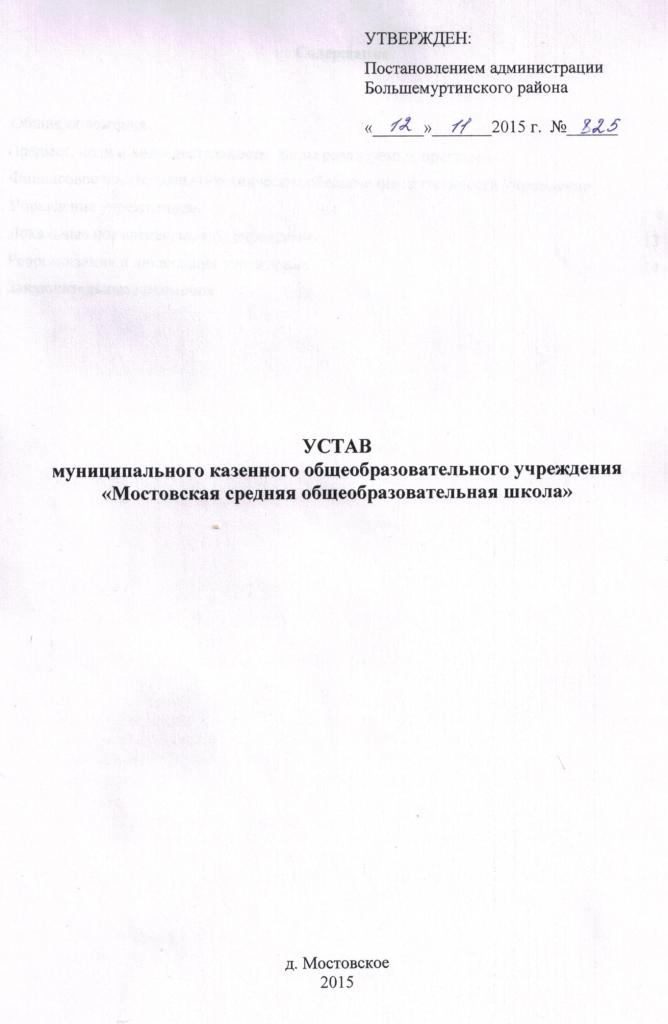 УТВЕРЖДЕН:
Постановлением администрации
Большемуртинского района
«12» 11 2015 г. № 825
Содержание
УСТАВ
муниципального казенного общеобразовательного учреждения
«Мостовская средняя общеобразовательная школа»
д. Мостовское
2015